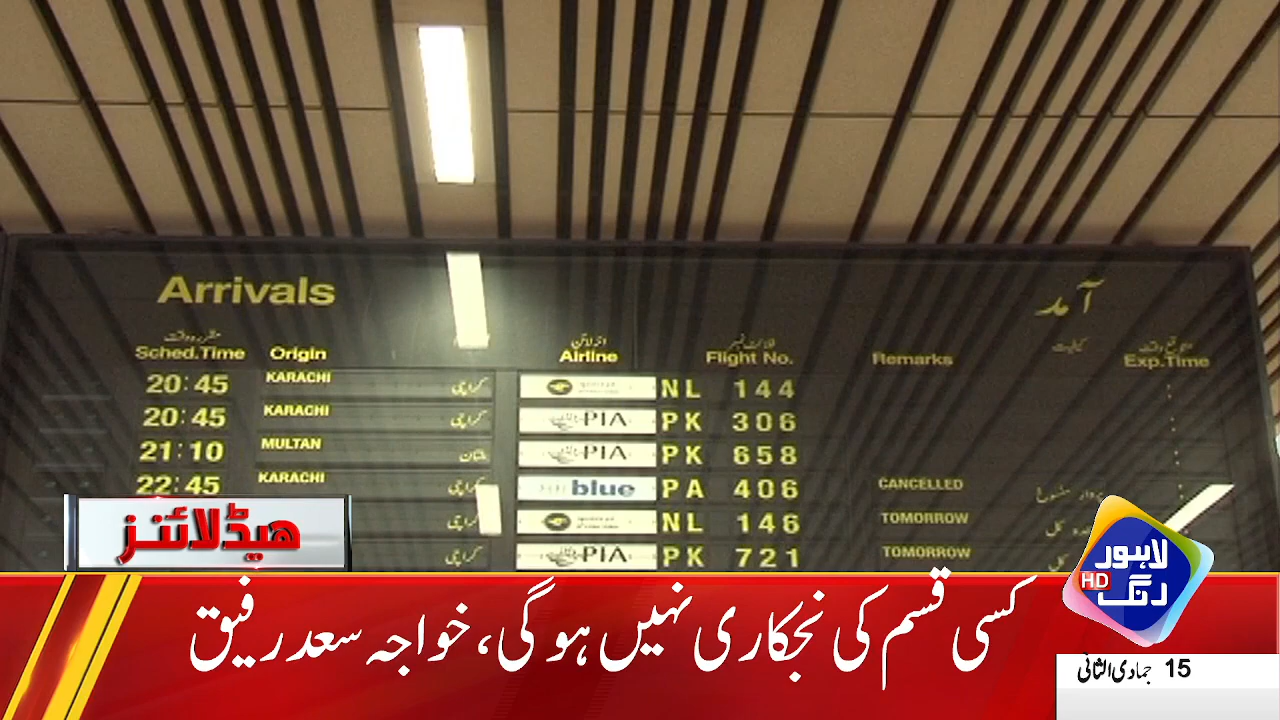 Arrivals آمد
Sched.Time Origin Airline Flight No. Remarks Exp.Time
20:45 KARACHI کراچی NL 144
20:45 KARACHI کراچی PIA PK 306
21:10 MULTAN ملتان PIA PK 658
22:45 KARACHI کراچی blue PA 406 CANCELLED
کراچی NL 146 TOMORROW
کراچی PIA PK 721 TOMORROW
ہیڈلائنز
لاہور
رنگ HD
کسی قسم کی نجکاری نہیں ہوگی، خواجہ سعد رفیق
15 جمادی الثانی